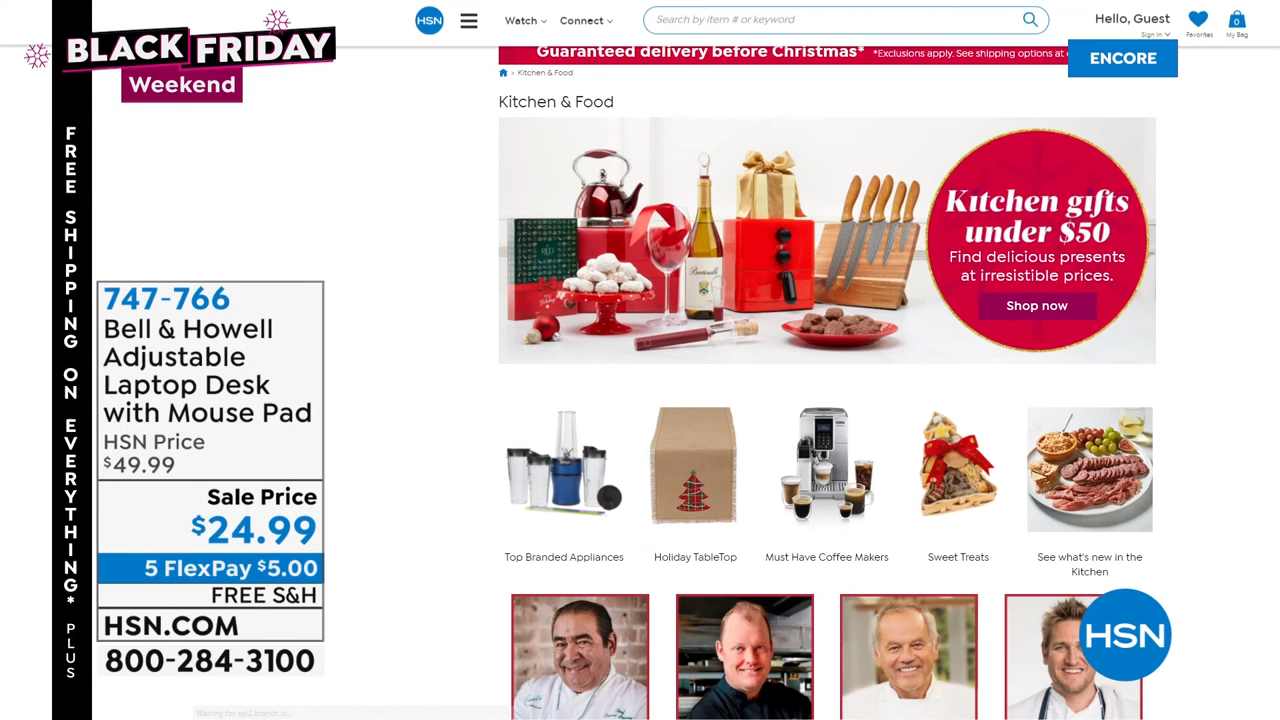 BLACK FRIDAY
Weekend
FREE SHIPPING ON EVERYTHING* PLUS
747-766
Bell & Howell
Adjustable
Laptop Desk
with Mouse Pad
HSN Price
$49.99
Sale Price
$24.99
5 FlexPay $5.00
FREE S&H
HSN.COM
800-284-3100
HSN
Watch
Connect
Search by item # or keyword
Hello, Guest
Sign In
Favorites
0
My Bag
Guaranteed delivery before Christmas* *Exclusions apply. See shipping options at
ENCORE
> Kitchen & Food
Kitchen & Food
Kitchen gifts
under $50
Find delicious presents
at irresistible prices.
Shop now
Top Branded Appliances
Holiday TableTop
Must Have Coffee Makers
Sweet Treats
See what's new in the
Kitchen
HSN
Waiting for api2.branch.io...